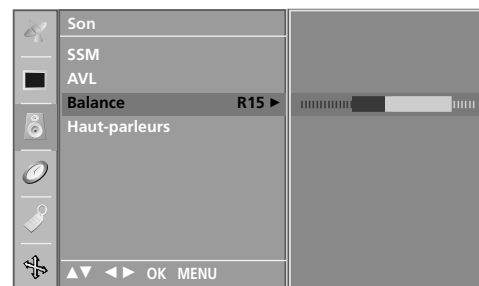 Son
SSM
AVL
Balance R15 ►
Haut-parleurs
▲▼ ◄► OK MENU